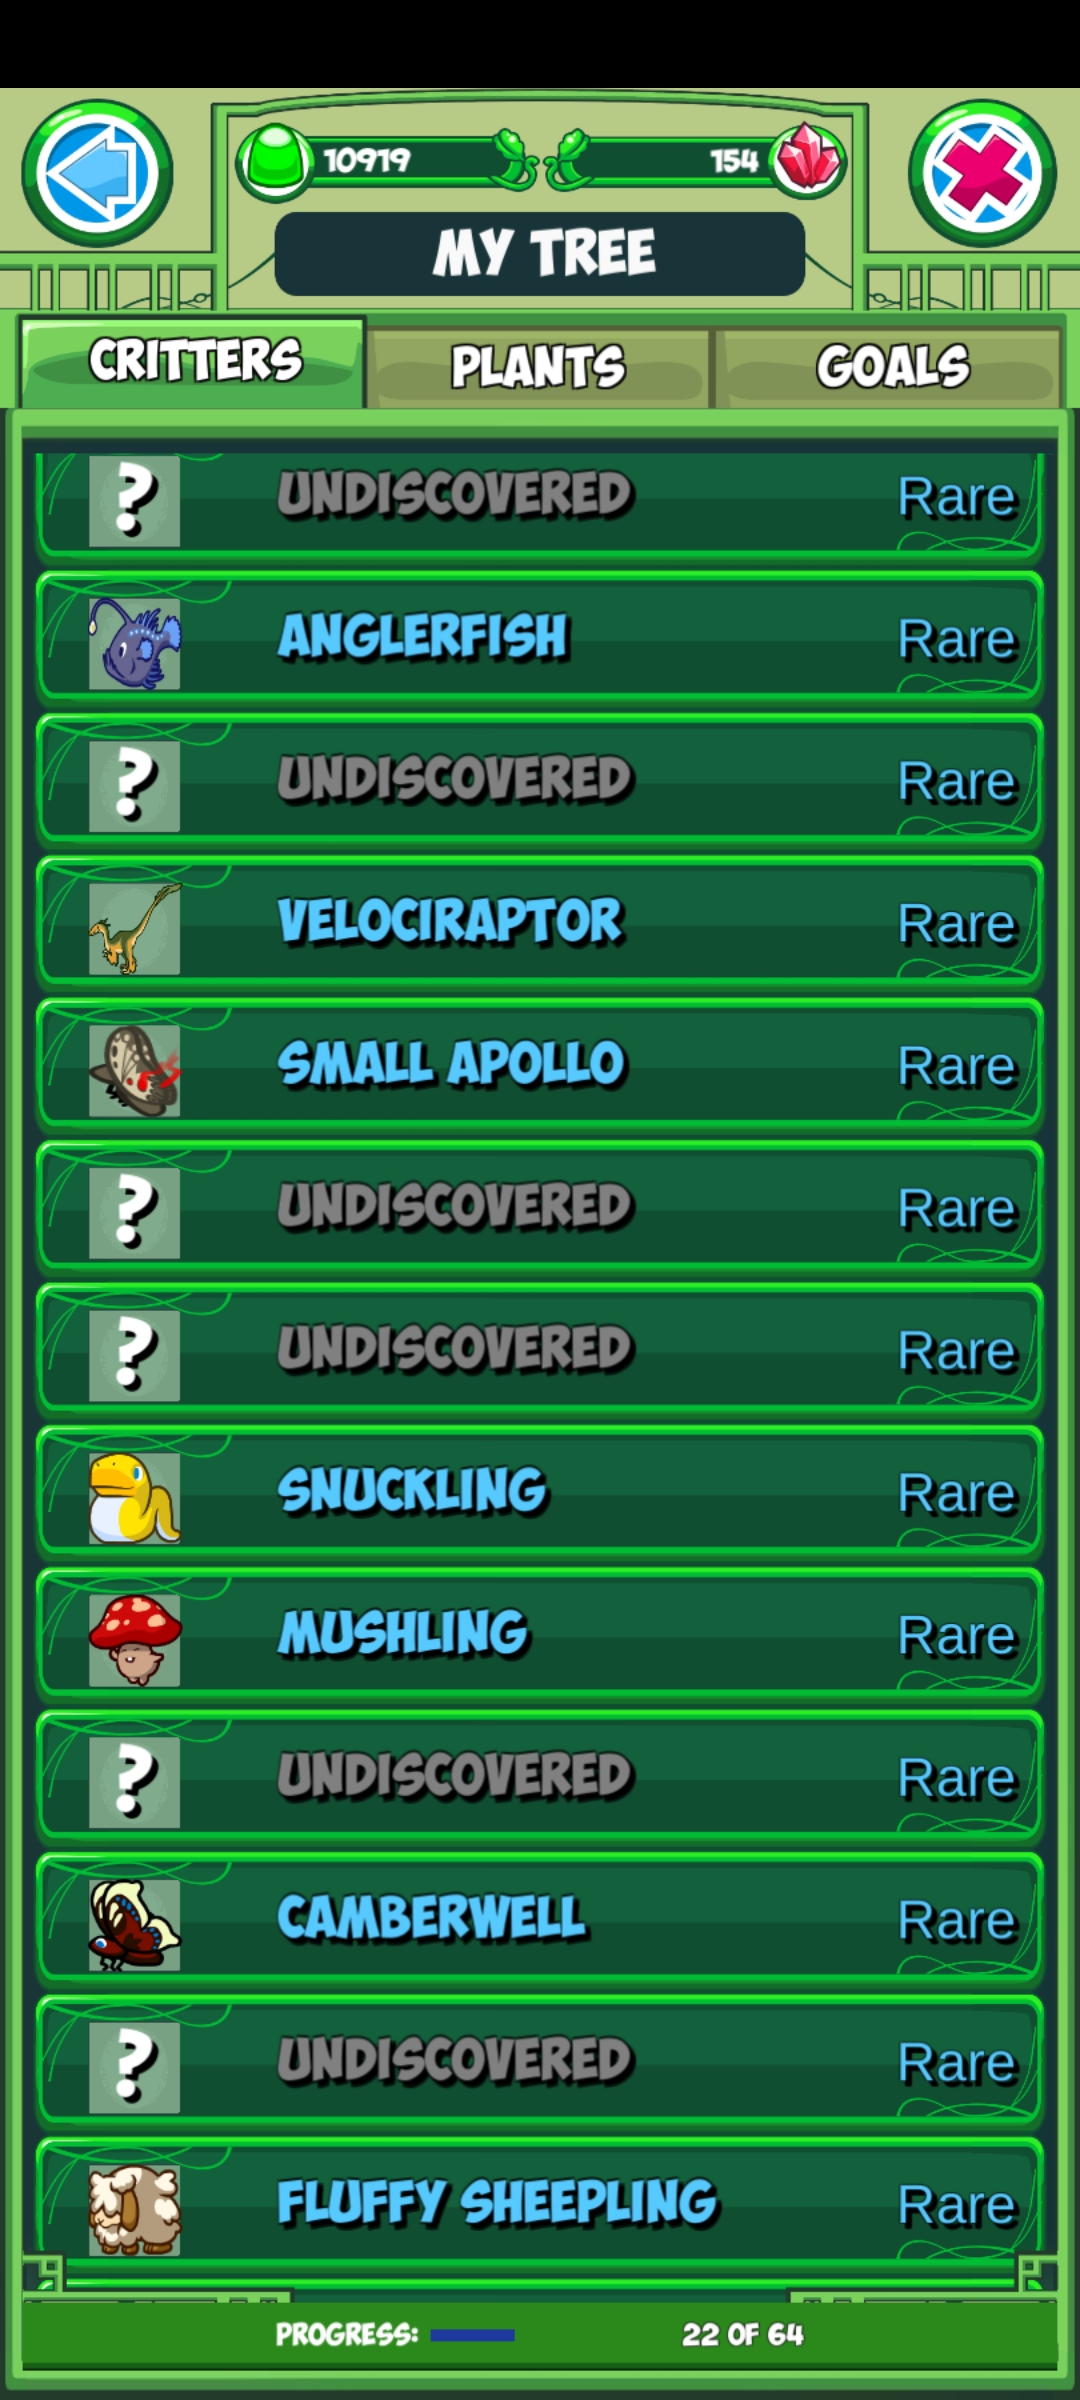 10919
154
MY TREE
CRITTERS
PLANTS
GOALS
?
UNDISCOVERED
Rare
ANGLERFISH
Rare
?
UNDISCOVERED
Rare
VELOCIRAPTOR
Rare
SMALL APOLLO
Rare
?
UNDISCOVERED
Rare
?
UNDISCOVERED
Rare
SNUCKLING
Rare
MUSHLING
Rare
?
UNDISCOVERED
Rare
CAMBERWELL
Rare
?
UNDISCOVERED
Rare
FLUFFY SHEEPLING
Rare
PROGRESS:
22 OF 64